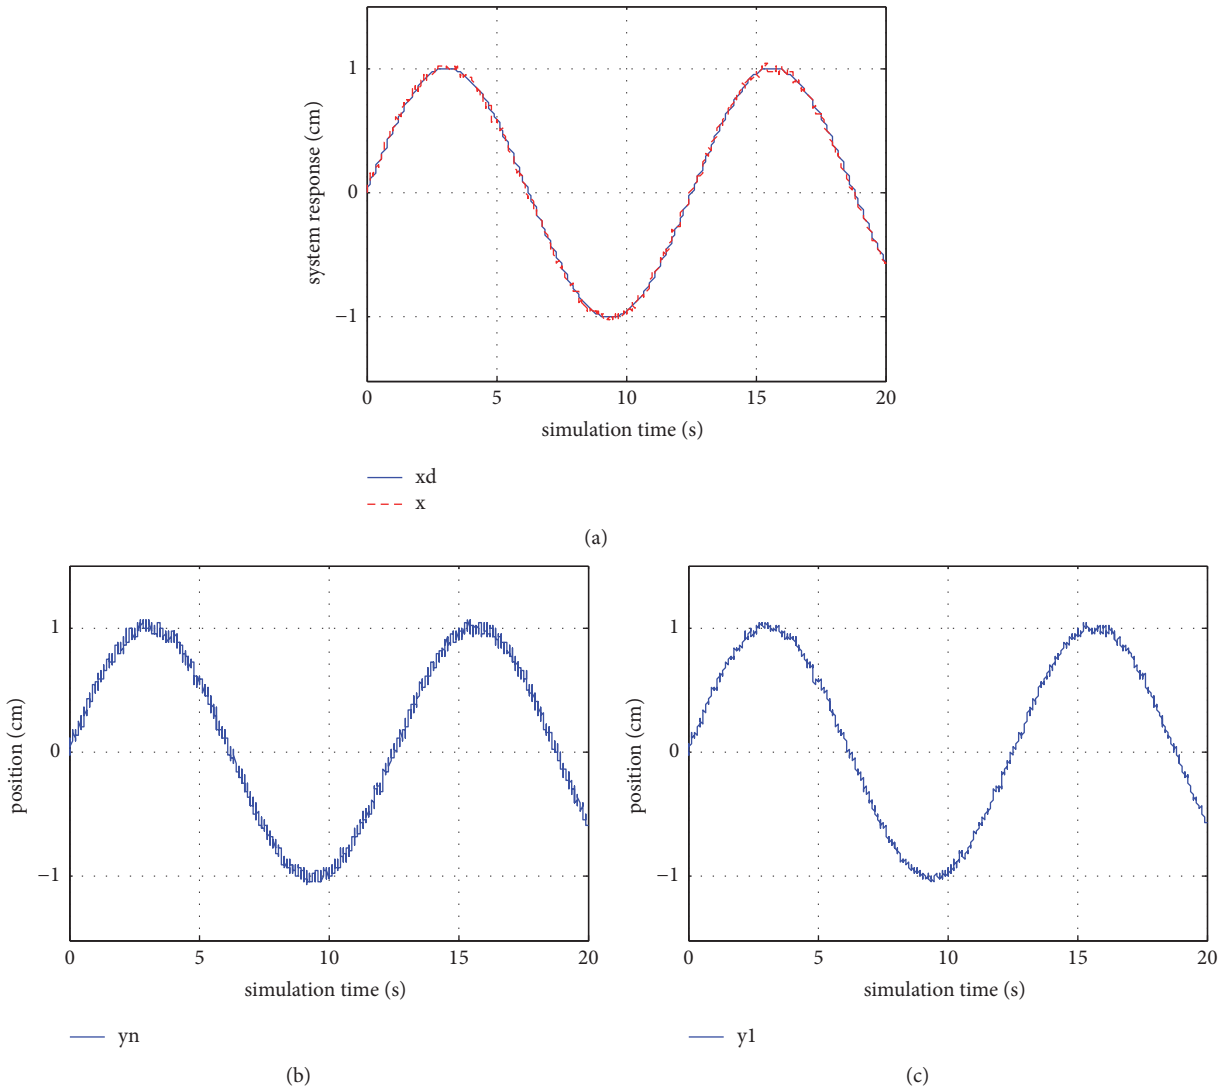 1
0
−1
system response (cm)
0 5 10 15 20
simulation time (s)
xd
x
(a)
1
0
−1
position (cm)
0 5 10 15 20
simulation time (s)
yn
(b)
1
0
−1
position (cm)
0 5 10 15 20
simulation time (s)
y1
(c)